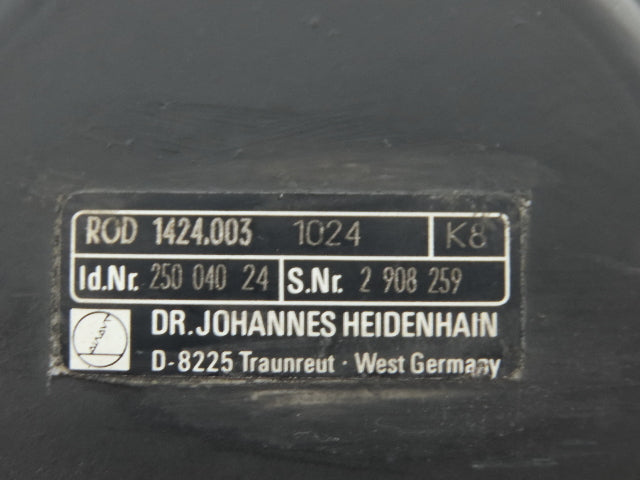 ROD 1424.003 1024 K8
Id.Nr. 250 040 24 S.Nr. 2 908 259
DR. JOHANNES HEIDENHAIN
D-8225 Traunreut · West Germany